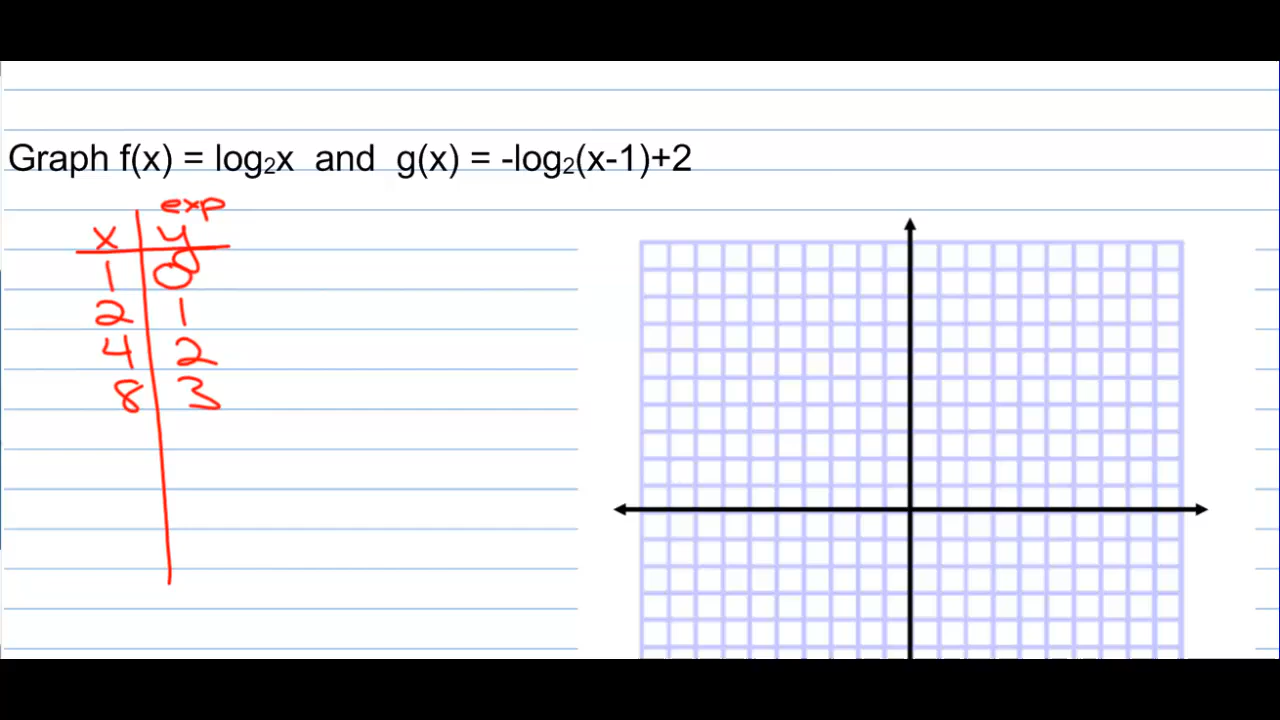 Graph f(x) = log₂x and g(x) = -log₂(x-1)+2
exp
x y
1 0
2 1
4 2
8 3